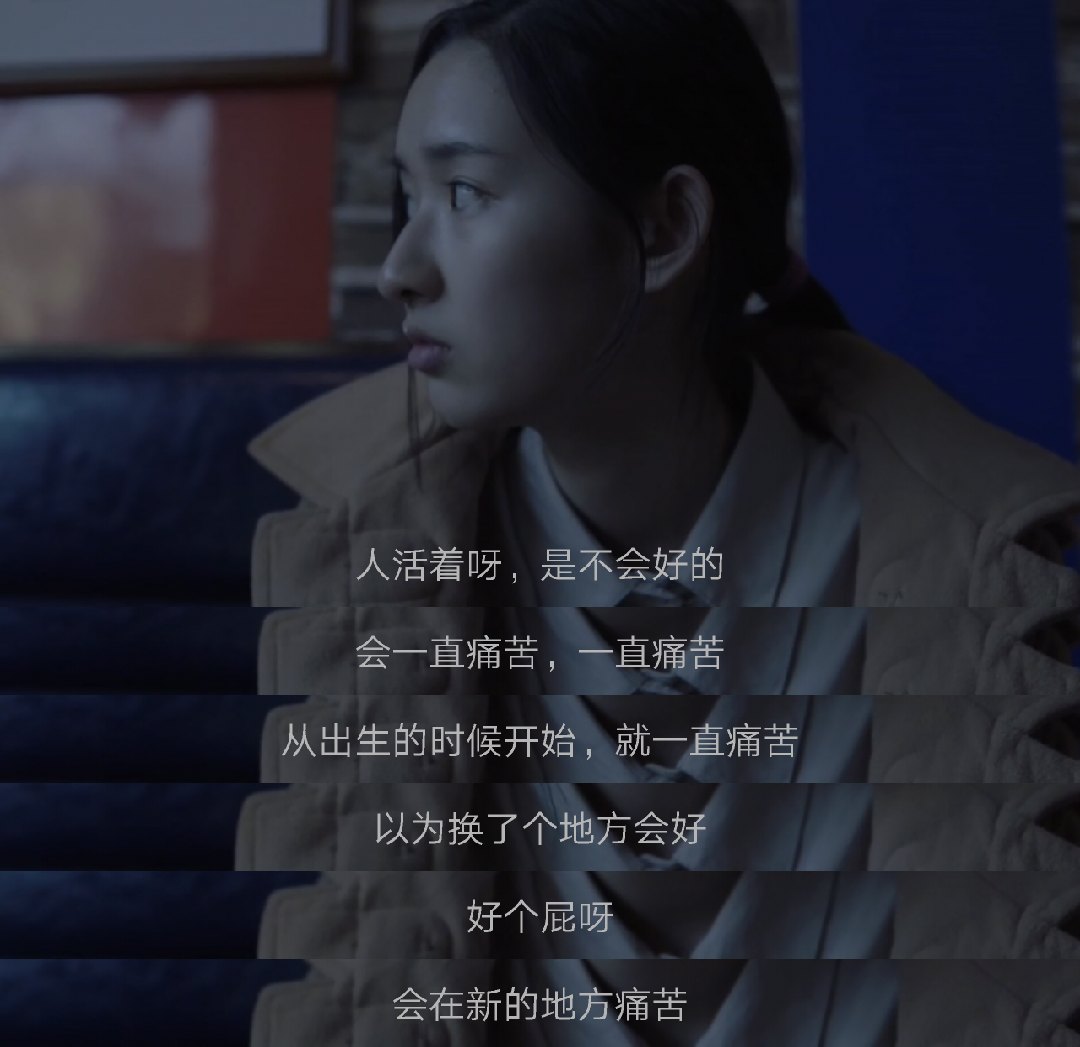 人活着呀，是不会好的
会一直痛苦，一直痛苦
从出生的时候开始，就一直痛苦
以为换了个地方会好
好个屁呀
会在新的地方痛苦